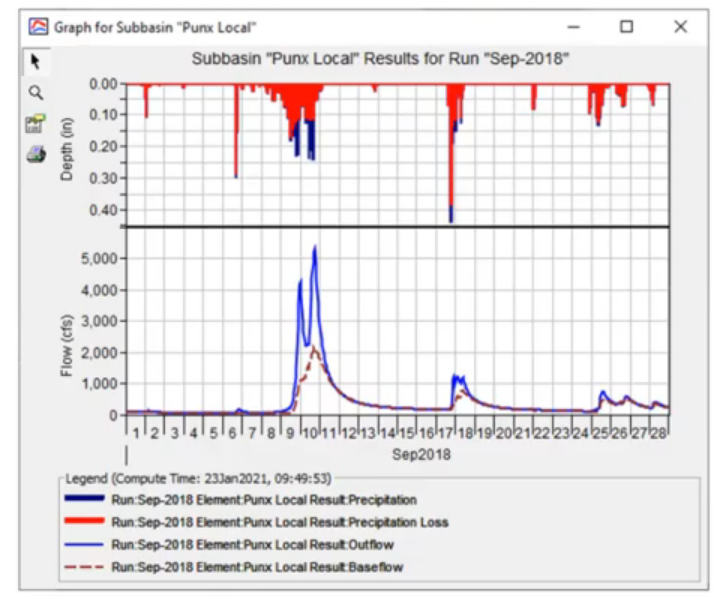 Graph for Subbasin "Punx Local"
Subbasin "Punx Local" Results for Run "Sep-2018"
0.00
0.10
0.20
0.30
0.40
Depth (in)
5,000
4,000
3,000
2,000
1,000
0
Flow (cfs)
1 2 3 4 5 6 7 8 9 10 11 12 13 14 15 16 17 18 19 20 21 22 23 24 25 26 27 28
Sep2018
Legend (Compute Time: 23Jan2021, 09:49:53)
Run:Sep-2018 Element:Punx Local Result:Precipitation
Run:Sep-2018 Element:Punx Local Result:Precipitation Loss
Run:Sep-2018 Element:Punx Local Result:Outflow
Run:Sep-2018 Element:Punx Local Result:Baseflow